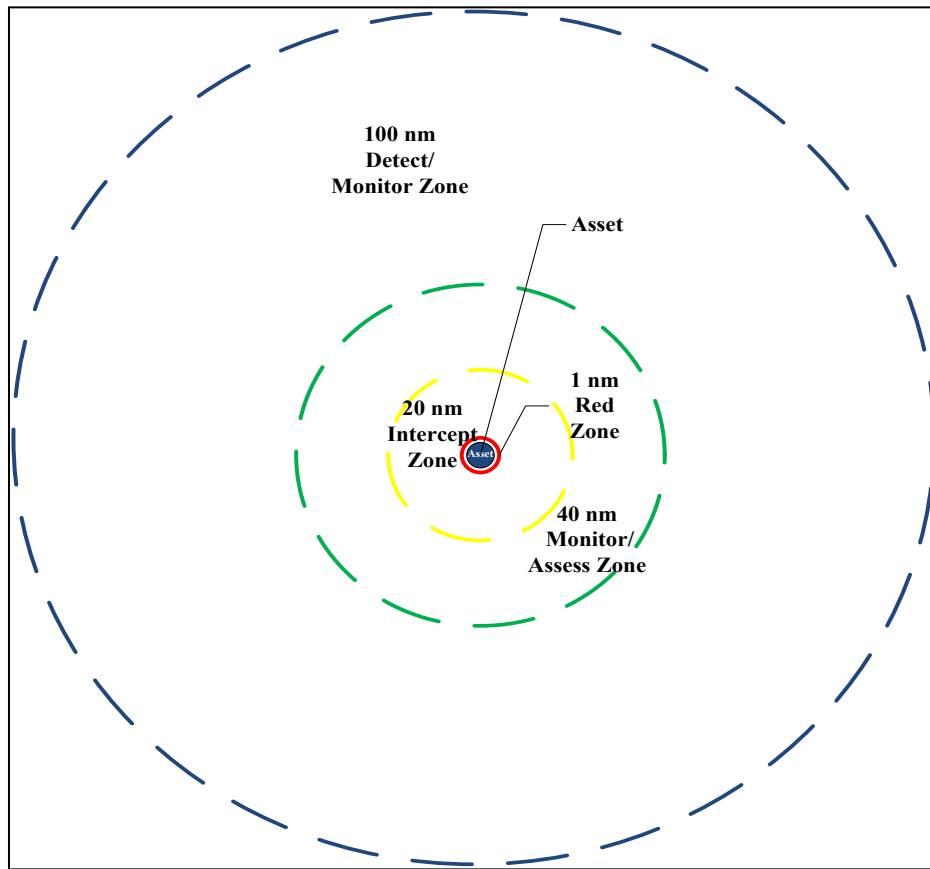 100 nm
Detect/
Monitor Zone
Asset
1 nm
Red
Zone
20 nm
Intercept
Zone
Asset
40 nm
Monitor/
Assess Zone